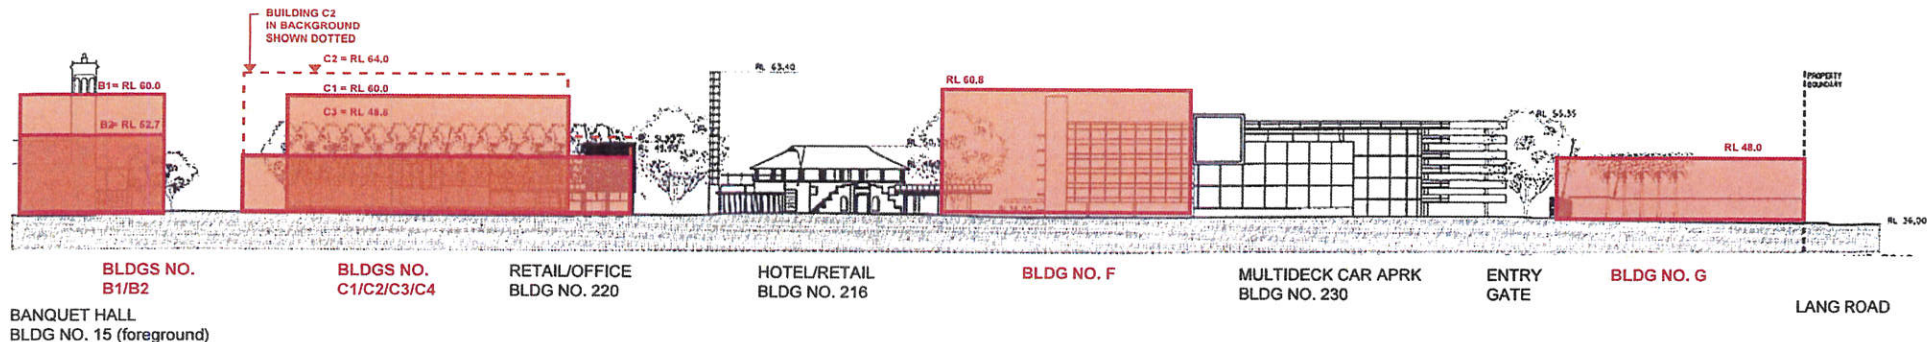 BUILDING C2
IN BACKGROUND
SHOWN DOTTED
C2 = RL 64.0
B1= RL 60.0
C1 = RL 60.0
C3 = RL 48.6
B2= RL 52.7
RL 63.40
RL 60.8
RL 55.35
PROPERTY
BOUNDARY
RL 48.0
RL 36.00
BLDGS NO.
B1/B2
BLDGS NO.
C1/C2/C3/C4
RETAIL/OFFICE
BLDG NO. 220
HOTEL/RETAIL
BLDG NO. 216
BLDG NO. F
MULTIDECK CAR APRK
BLDG NO. 230
ENTRY
GATE
BLDG NO. G
LANG ROAD
BANQUET HALL
BLDG NO. 15 (foreground)